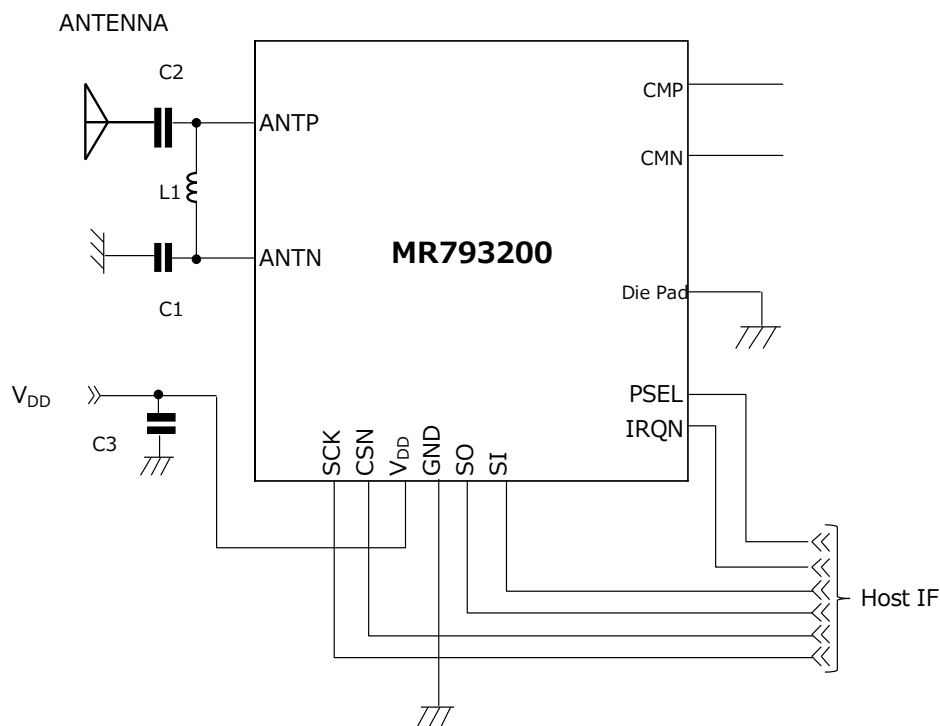 ANTENNA
C2
ANTP
L1
ANTN
C1
MR793200
CMP
CMN
Die Pad
PSEL
IRQN
VDD
C3
SCK
CSN
VDD
GND
SO
SI
Host IF